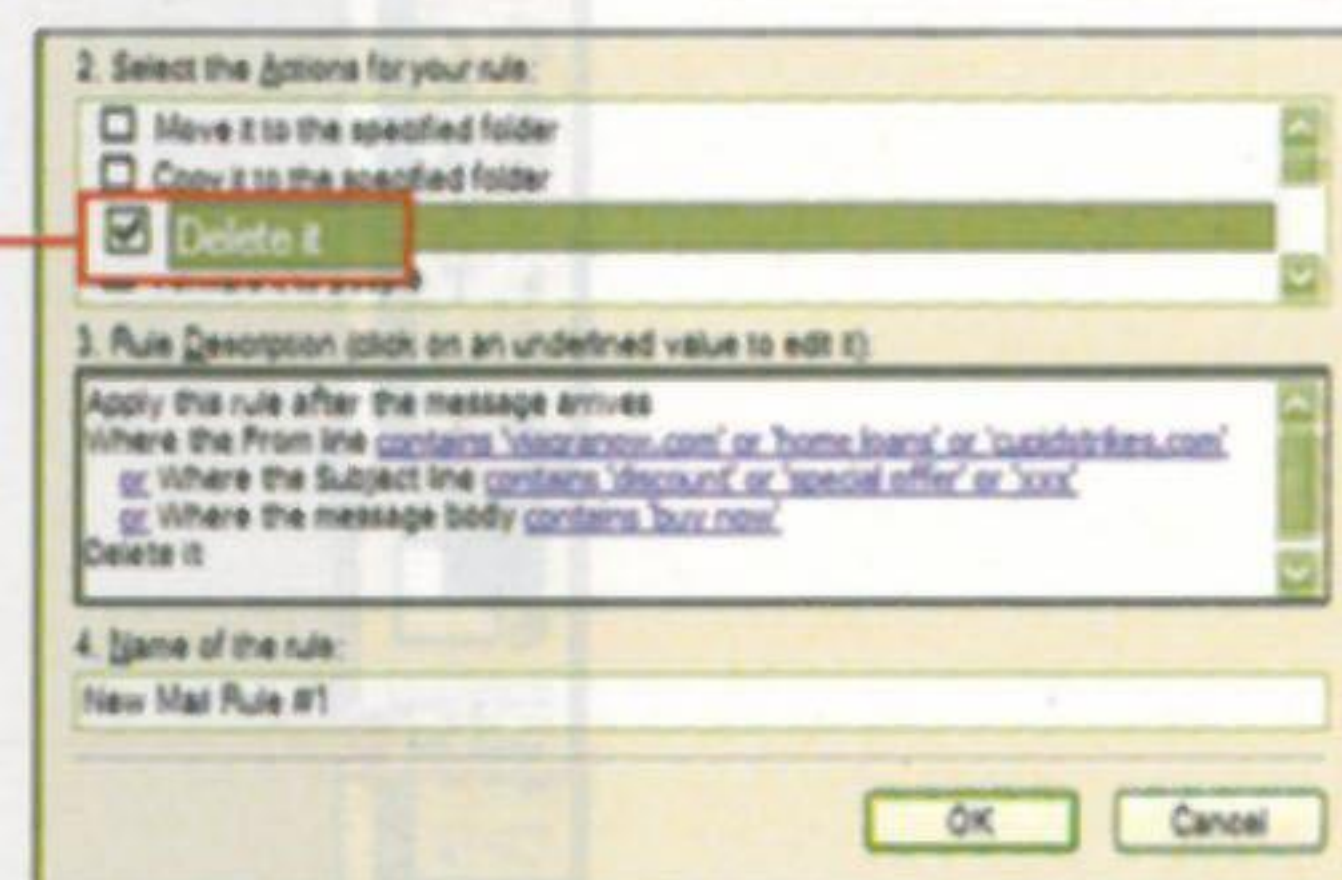 2. Select the Actions for your rule:
Move it to the specified folder
Copy it to the specified folder
Delete it
3. Rule Description (click on an undefined value to edit it):
Apply this rule after the message arrives
Where the From line contains 'viagranow.com' or 'home loans' or 'cupidstrikes.com'
or Where the Subject line contains 'discount' or 'special offer' or 'xxx'
or Where the message body contains 'buy now'
Delete it
4. Name of the rule:
New Mail Rule #1
OK Cancel